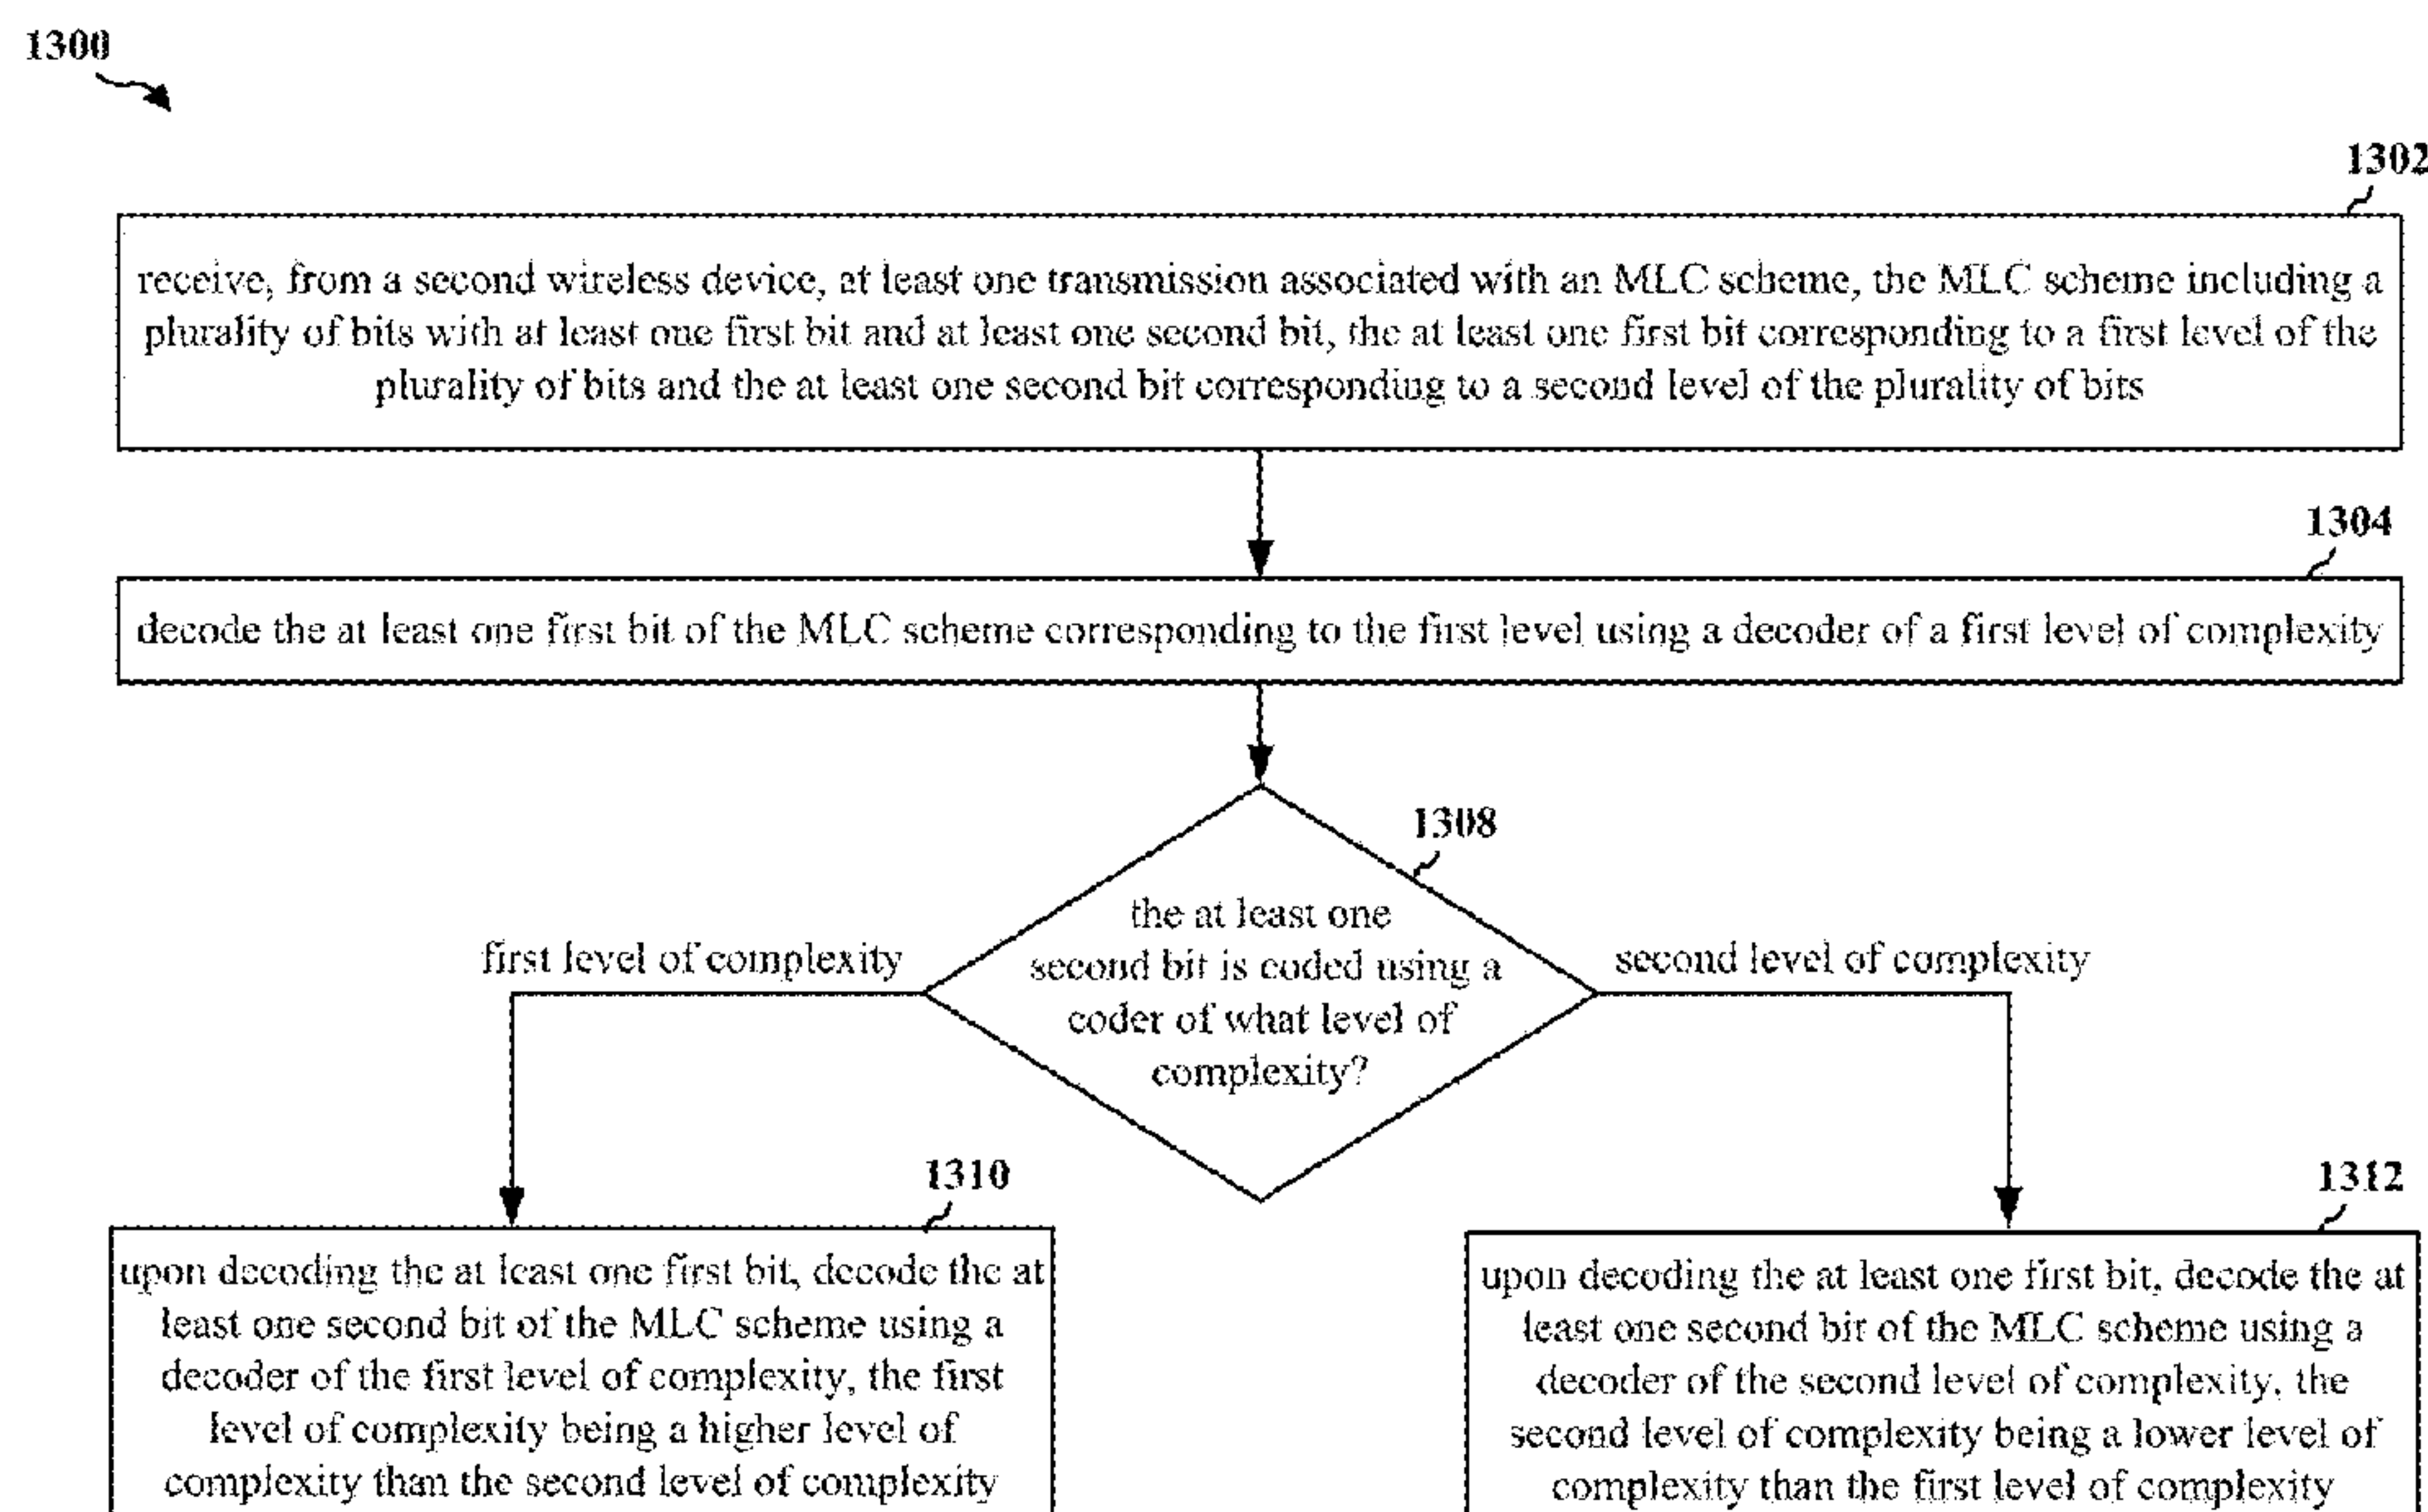 1300
1302
receive, from a second wireless device, at least one transmission associated with an MLC scheme, the MLC scheme including a
plurality of bits with at least one first bit and at least one second bit, the at least one first bit corresponding to a first level of the
plurality of bits and the at least one second bit corresponding to a second level of the plurality of bits
1304
decode the at least one first bit of the MLC scheme corresponding to the first level using a decoder of a first level of complexity
1308
the at least one
second bit is coded using a
coder of what level of
complexity?
first level of complexity
second level of complexity
1310
upon decoding the at least one first bit, decode the at
least one second bit of the MLC scheme using a
decoder of the first level of complexity, the first
level of complexity being a higher level of
complexity than the second level of complexity
1312
upon decoding the at least one first bit, decode the at
least one second bit of the MLC scheme using a
decoder of the second level of complexity, the
second level of complexity being a lower level of
complexity than the first level of complexity